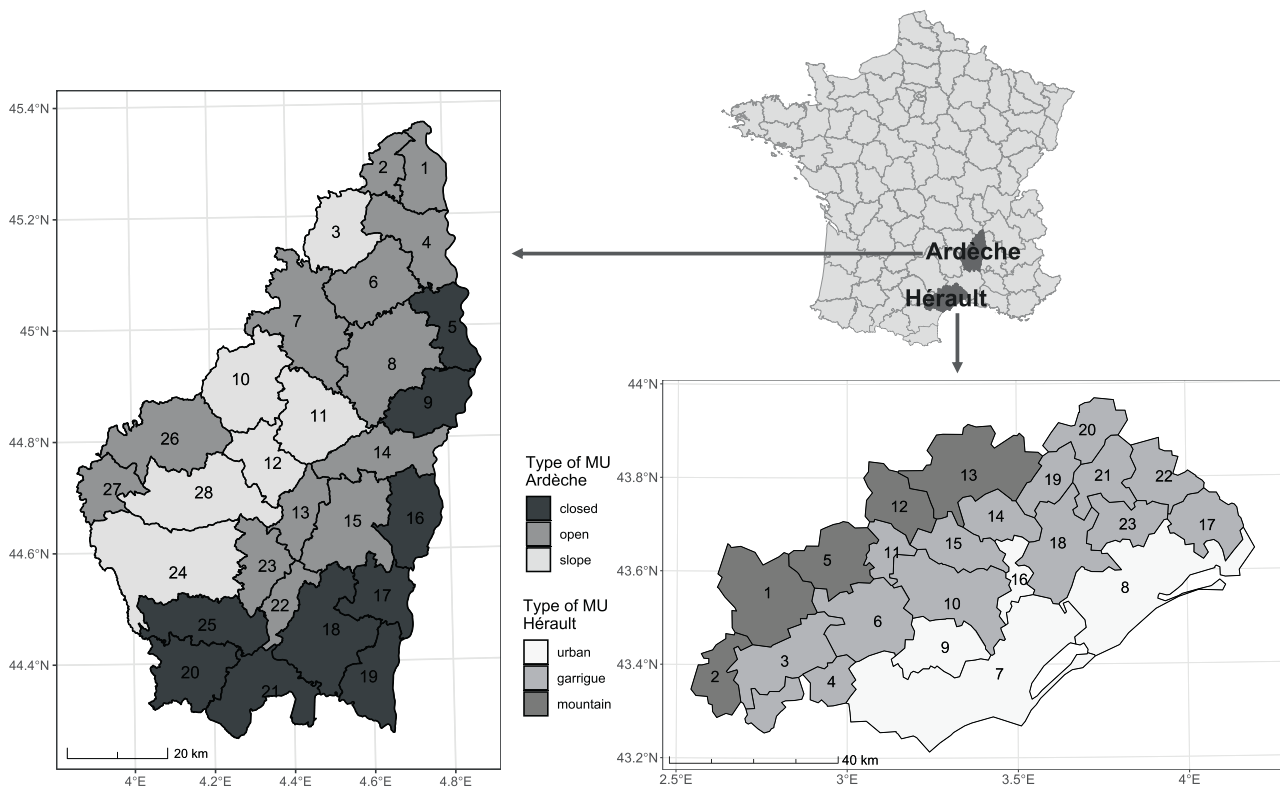 45.4°N
45.2°N
45°N
44.8°N
44.6°N
44.4°N
4°E
4.2°E
4.4°E
4.6°E
4.8°E
20 km
1
2
3
4
5
6
7
8
9
10
11
12
13
14
15
16
17
18
19
20
21
22
23
24
25
26
27
28
Type of MU
Ardèche
closed
open
slope
Type of MU
Hérault
urban
garrigue
mountain
Ardèche
Hérault
44°N
43.8°N
43.6°N
43.4°N
43.2°N
2.5°E
3°E
3.5°E
4°E
40 km
1
2
3
4
5
6
7
8
9
10
11
12
13
14
15
16
17
18
19
20
21
22
23